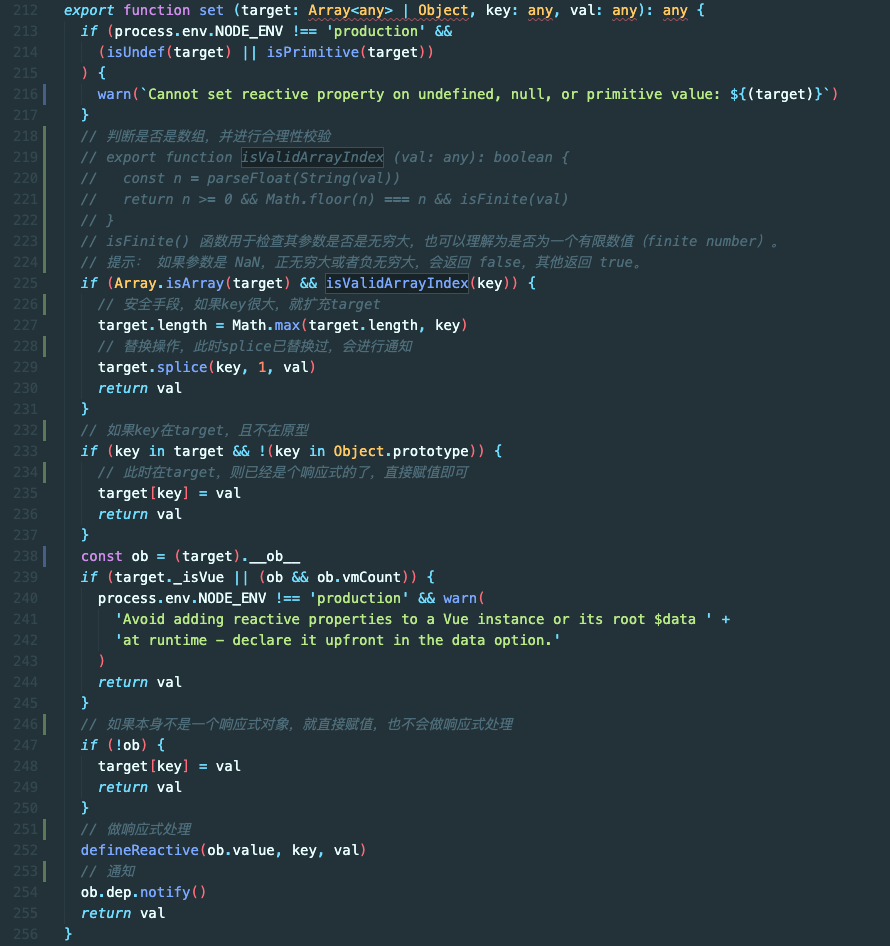 212 export function set (target: Array<any> | Object, key: any, val: any): any {
213 if (process.env.NODE_ENV !== 'production' &&
214 (isUndef(target) || isPrimitive(target))
215 ) {
216 warn(`Cannot set reactive property on undefined, null, or primitive value: ${(target)}`)
217 }
218 // 判断是否是数组，并进行合理性校验
219 // export function isValidArrayIndex (val: any): boolean {
220 //   const n = parseFloat(String(val))
221 //   return n >= 0 && Math.floor(n) === n && isFinite(val)
222 // }
223 // isFinite() 函数用于检查其参数是否是无穷大，也可以理解为是否为一个有限数值（finite number）。
224 // 提示： 如果参数是 NaN，正无穷大或者负无穷大，会返回 false，其他返回 true。
225 if (Array.isArray(target) && isValidArrayIndex(key)) {
226 // 安全手段，如果key很大，就扩充target
227 target.length = Math.max(target.length, key)
228 // 替换操作，此时splice已替换过，会进行通知
229 target.splice(key, 1, val)
230 return val
231 }
232 // 如果key在target，且不在原型
233 if (key in target && !(key in Object.prototype)) {
234 // 此时在target，则已经是个响应式的了，直接赋值即可
235 target[key] = val
236 return val
237 }
238 const ob = (target).__ob__
239 if (target._isVue || (ob && ob.vmCount)) {
240 process.env.NODE_ENV !== 'production' && warn(
241 'Avoid adding reactive properties to a Vue instance or its root $data ' +
242 'at runtime - declare it upfront in the data option.'
243 )
244 return val
245 }
246 // 如果本身不是一个响应式对象，就直接赋值，也不会做响应式处理
247 if (!ob) {
248 target[key] = val
249 return val
250 }
251 // 做响应式处理
252 defineReactive(ob.value, key, val)
253 // 通知
254 ob.dep.notify()
255 return val
256 }